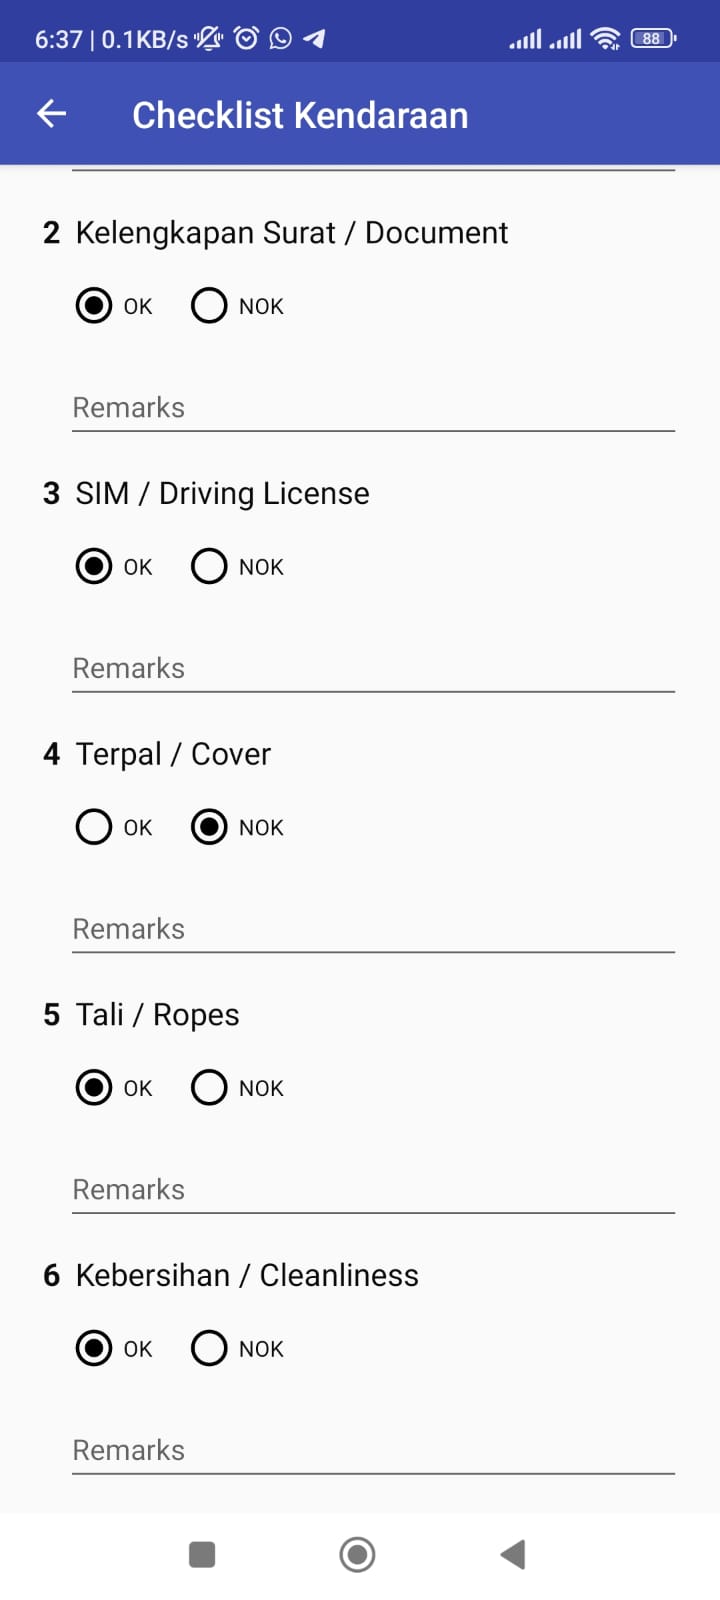 6:37 | 0.1KB/s 88
Checklist Kendaraan
2 Kelengkapan Surat / Document
OK NOK
Remarks
3 SIM / Driving License
OK NOK
Remarks
4 Terpal / Cover
OK NOK
Remarks
5 Tali / Ropes
OK NOK
Remarks
6 Kebersihan / Cleanliness
OK NOK
Remarks